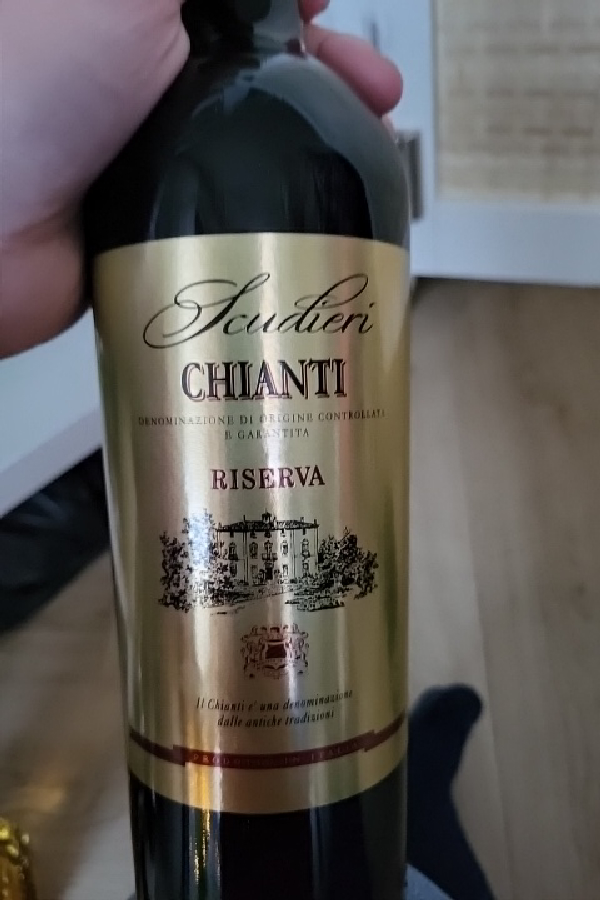 Scudieri
CHIANTI
DENOMINAZIONE DI ORIGINE CONTROLLATA
E GARANTITA
RISERVA
Il Chianti e' una denominazione
dalle antiche tradizioni